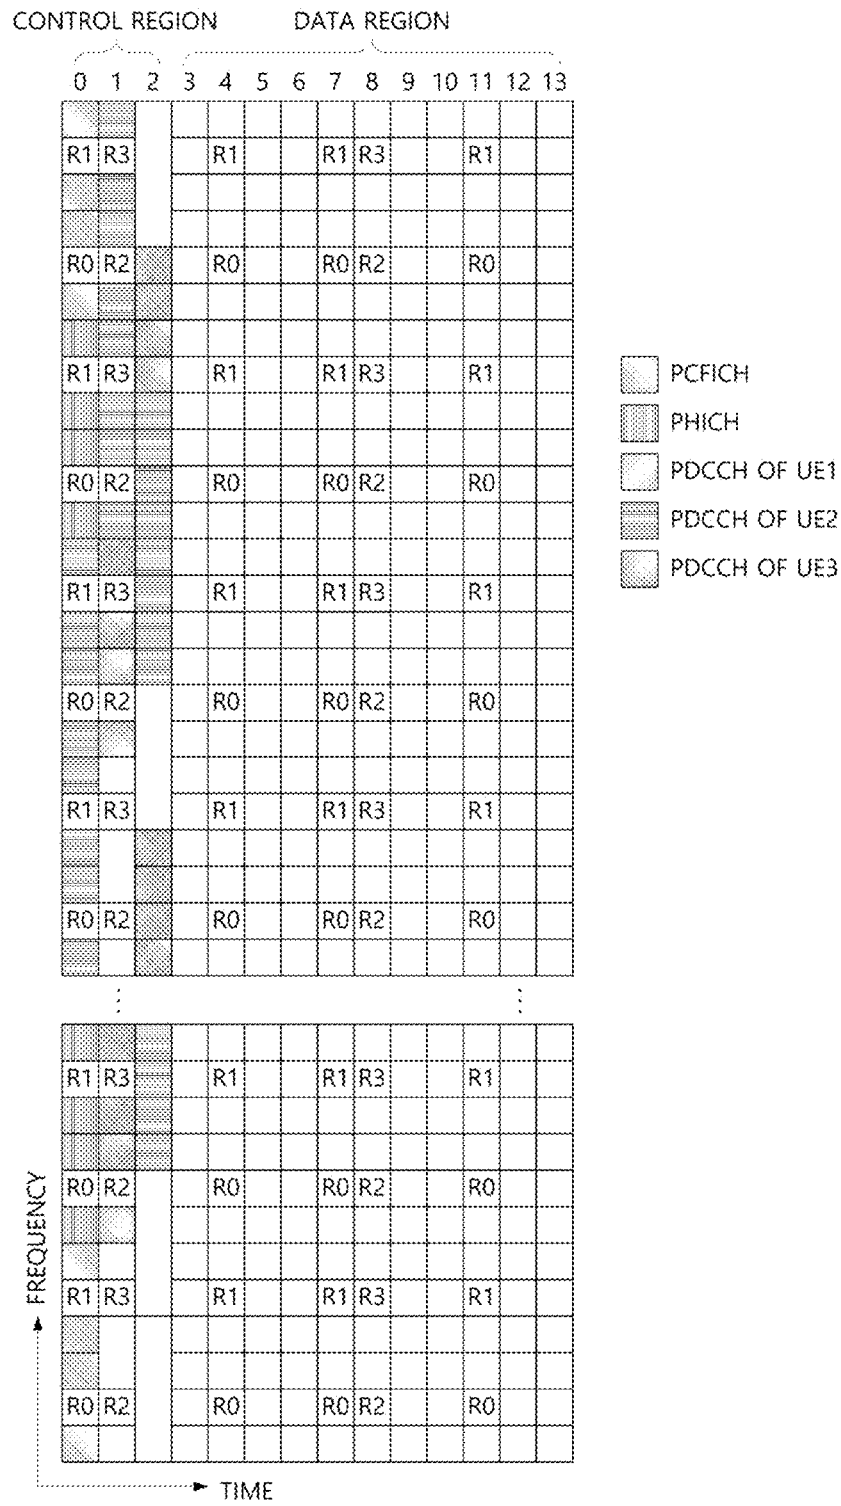 CONTROL REGION DATA REGION
0 1 2 3 4 5 6 7 8 9 10 11 12 13
R1 R3 R1 R1 R3 R1
R0 R2 R0 R0 R2 R0
R1 R3 R1 R1 R3 R1
PCFICH
PHICH
R0 R2 R0 R0 R2 R0
PDCCH OF UE1
PDCCH OF UE2
PDCCH OF UE3
R1 R3 R1 R1 R3 R1
R0 R2 R0 R0 R2 R0
R1 R3 R1 R1 R3 R1
R0 R2 R0 R0 R2 R0
R1 R3 R1 R1 R3 R1
R0 R2 R0 R0 R2 R0
R1 R3 R1 R1 R3 R1
R0 R2 R0 R0 R2 R0
FREQUENCY
TIME